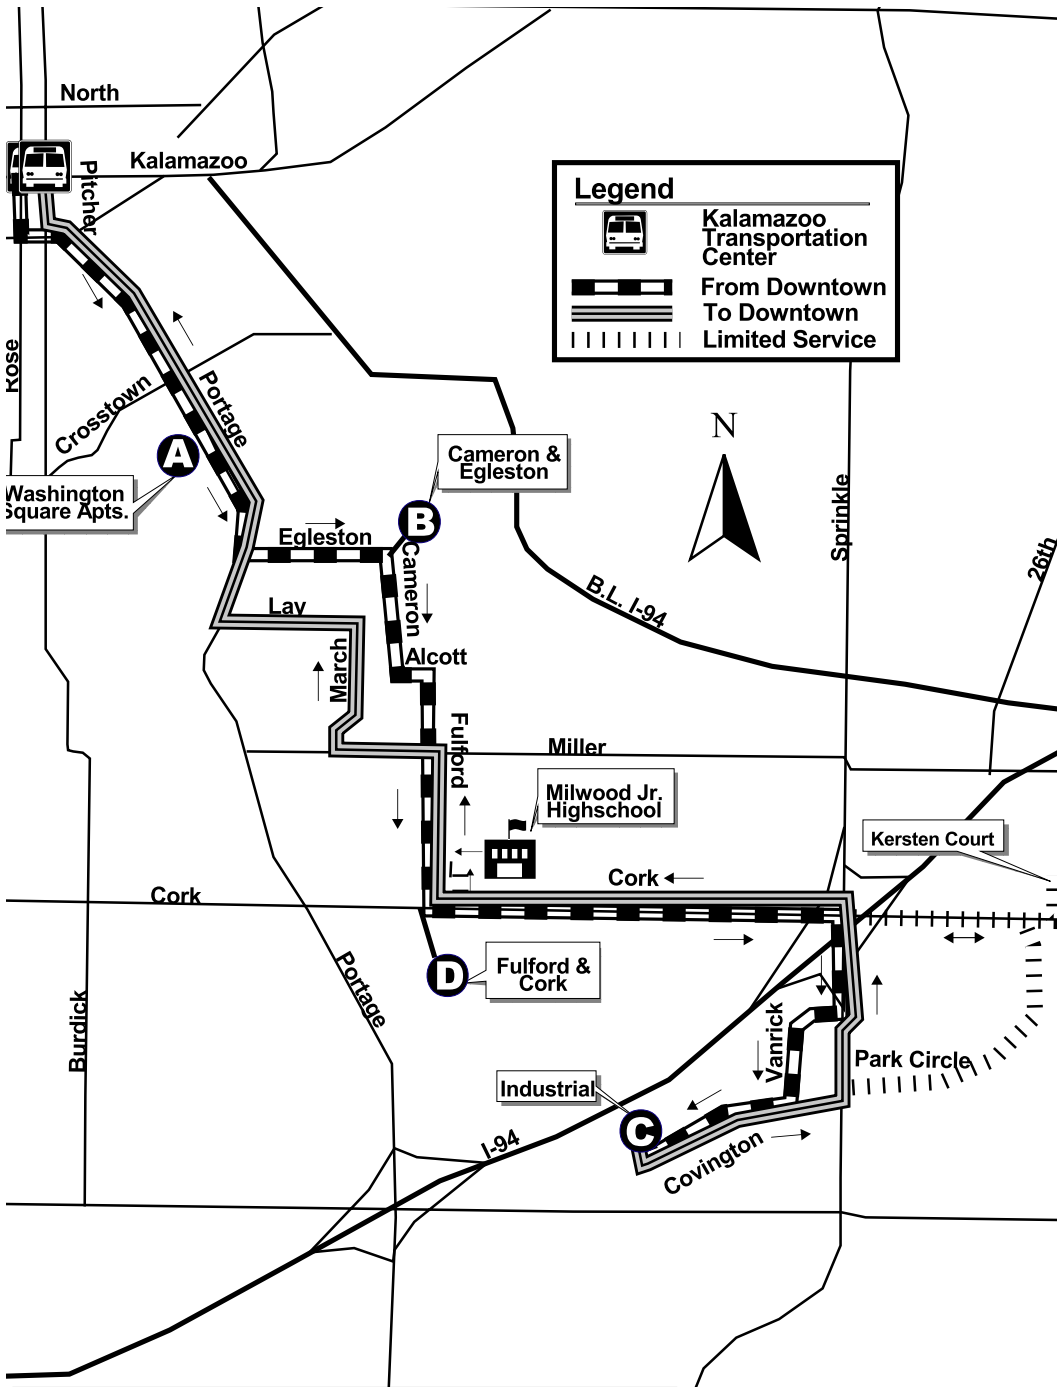 North
Kalamazoo
Pitcher
Legend
Kalamazoo
Transportation
Center
From Downtown
To Downtown
Limited Service
Rose
Crosstown
Portage
A
Washington
Square Apts.
N
Cameron &
Egleston
B
Egleston
Cameron
Sprinkle
26th
B.L. I-94
Lay
March
Alcott
Fulford
Miller
Milwood Jr.
Highschool
Kersten Court
Cork
Cork
D
Fulford &
Cork
Portage
Burdick
Vanrick
Park Circle
Industrial
C
I-94
Covington